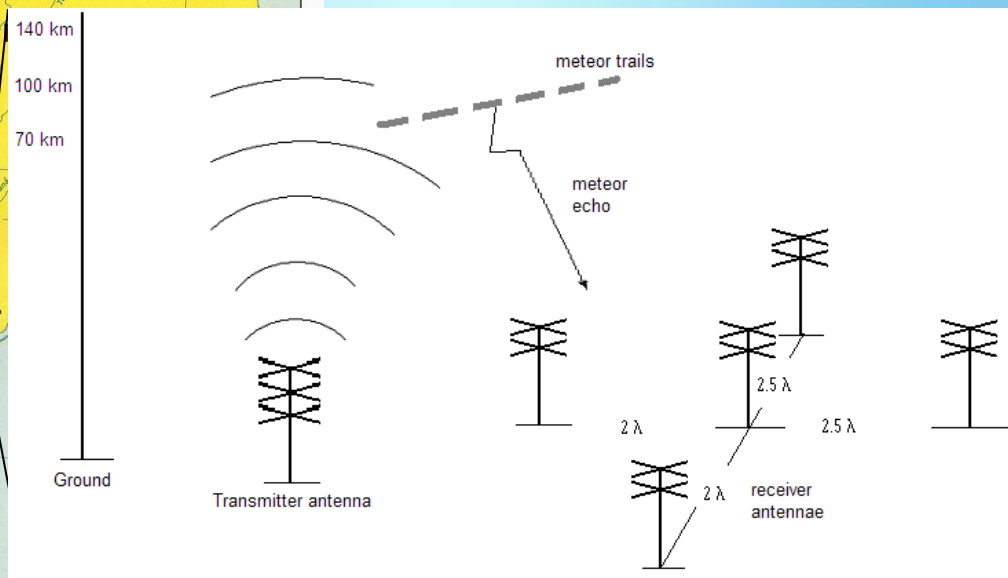 140 km
meteor trails
100 km
70 km
meteor
echo
2.5 λ
2 λ
2.5 λ
Ground
Transmitter antenna
2 λ
receiver
antennae